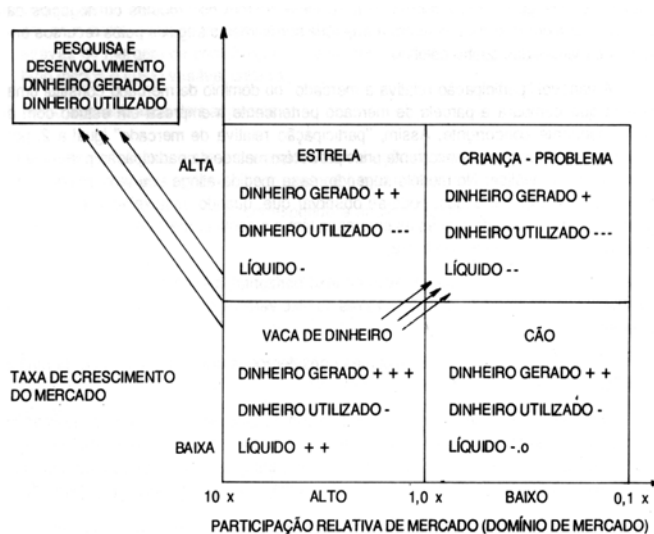 PESQUISA E
DESENVOLVIMENTO
DINHEIRO GERADO E
DINHEIRO UTILIZADO
ALTA
ESTRELA
DINHEIRO GERADO + +
DINHEIRO UTILIZADO ---
LÍQUIDO -
CRIANÇA - PROBLEMA
DINHEIRO GERADO +
DINHEIRO UTILIZADO ---
LÍQUIDO --
TAXA DE CRESCIMENTO
DO MERCADO
BAIXA
VACA DE DINHEIRO
DINHEIRO GERADO + + +
DINHEIRO UTILIZADO -
LÍQUIDO + +
CÃO
DINHEIRO GERADO + +
DINHEIRO UTILIZADO -
LÍQUIDO -.o
10 x ALTO 1,0 x BAIXO 0,1 x
PARTICIPAÇÃO RELATIVA DE MERCADO (DOMÍNIO DE MERCADO)